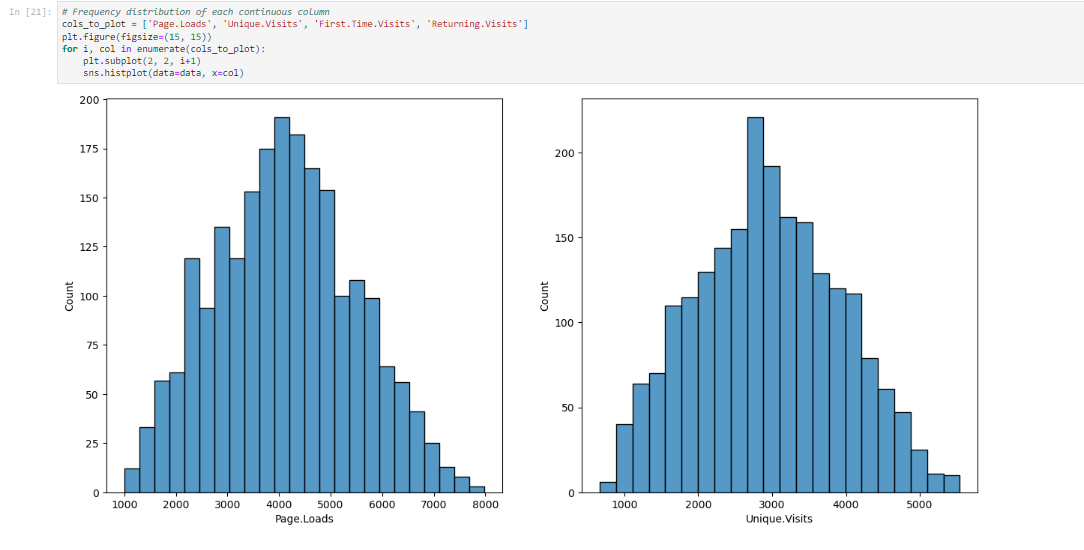 In [21]:
# Frequency distribution of each continuous column
cols_to_plot = ['Page.Loads', 'Unique.Visits', 'First.Time.Visits', 'Returning.Visits']
plt.figure(figsize=(15, 15))
for i, col in enumerate(cols_to_plot):
    plt.subplot(2, 2, i+1)
    sns.histplot(data=data, x=col)
200
175
150
125
100
75
50
25
0
Count
1000 2000 3000 4000 5000 6000 7000 8000
Page.Loads
200
150
100
50
0
Count
1000 2000 3000 4000 5000
Unique.Visits